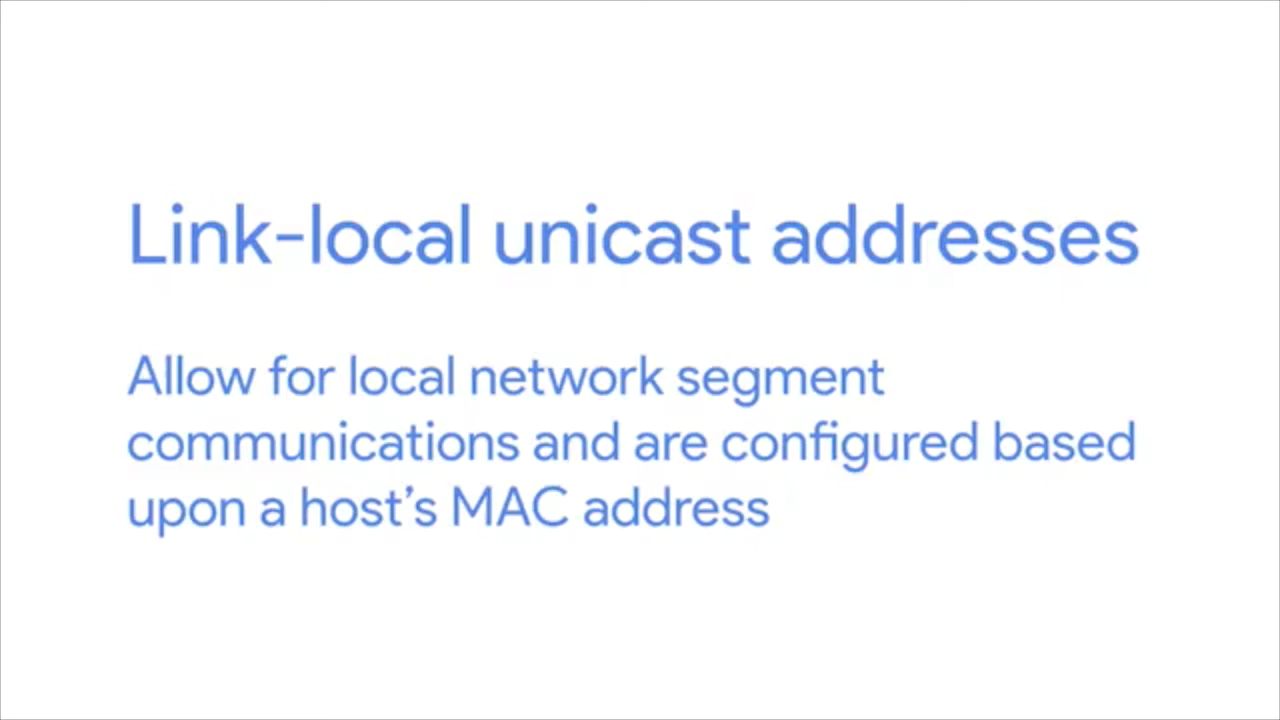 Link-local unicast addresses
Allow for local network segment
communications and are configured based
upon a host’s MAC address